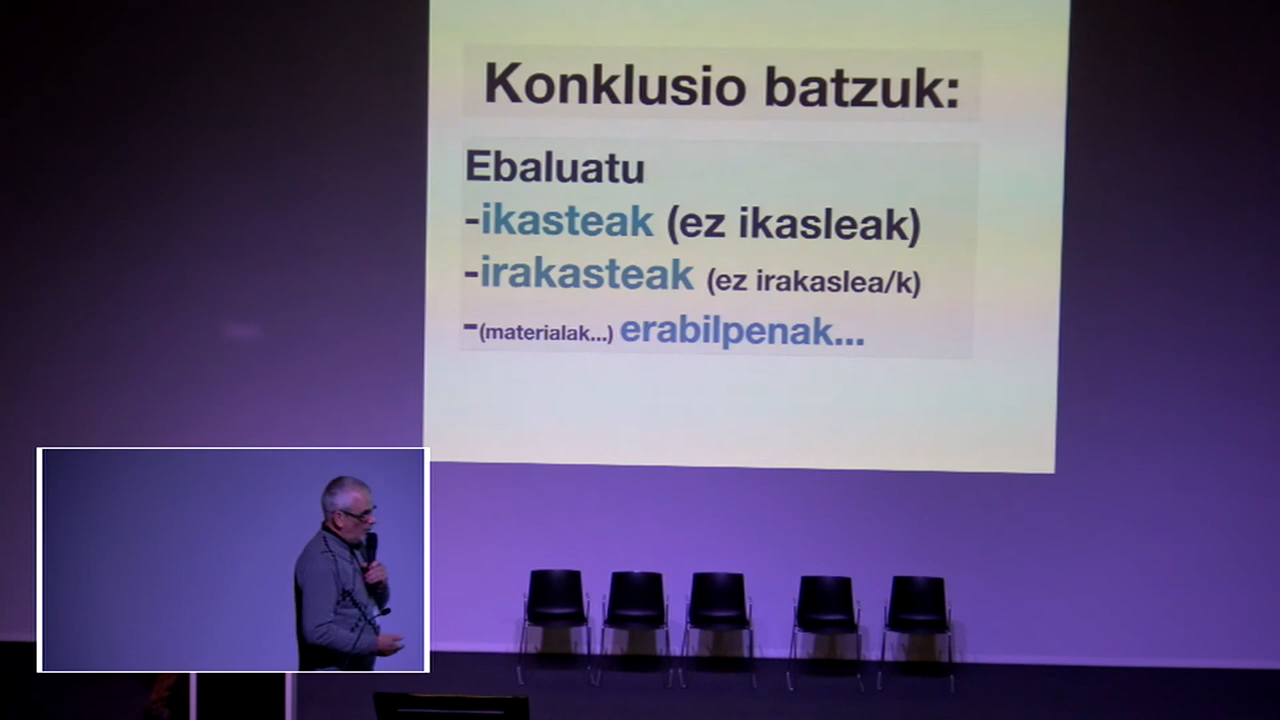 Konklusio batzuk:
Ebaluatu
-ikasteak (ez ikasleak)
-irakasteak (ez irakaslea/k)
-(materialak...) erabilpenak...